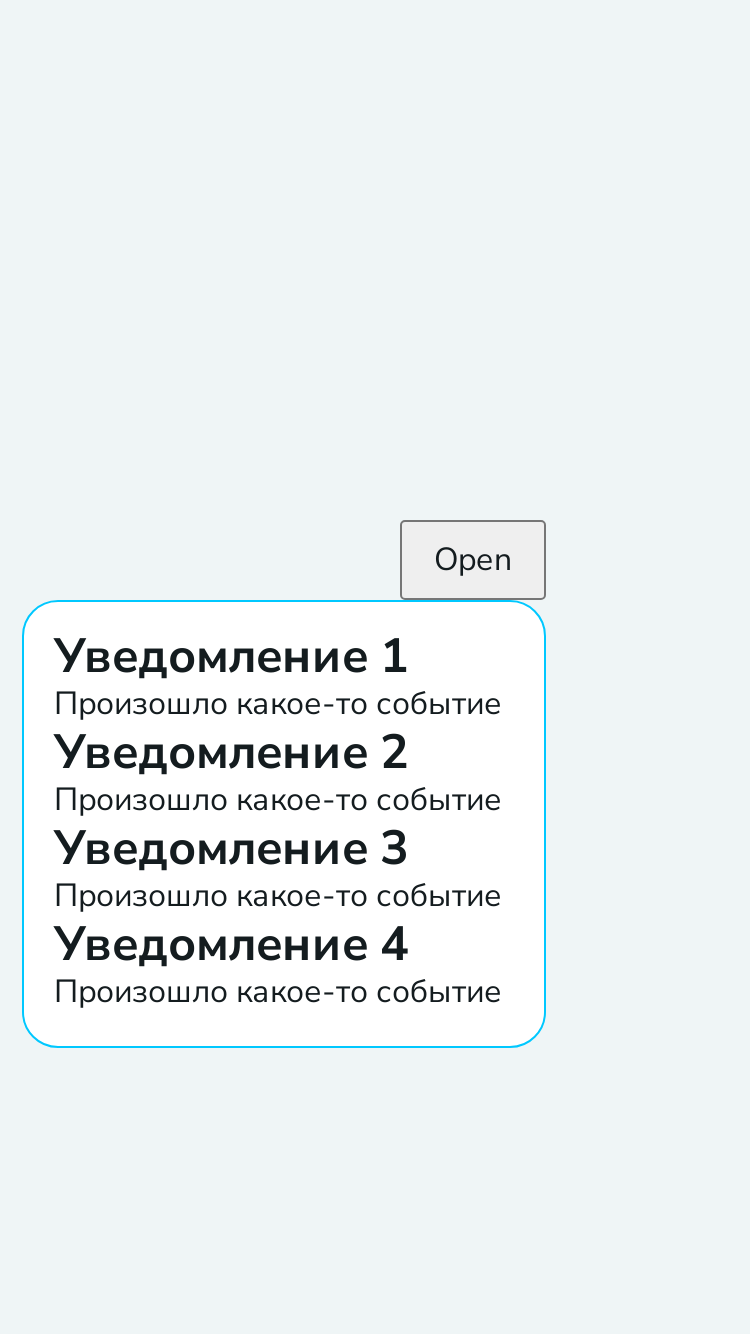 Open
Уведомление 1
Произошло какое-то событие
Уведомление 2
Произошло какое-то событие
Уведомление 3
Произошло какое-то событие
Уведомление 4
Произошло какое-то событие